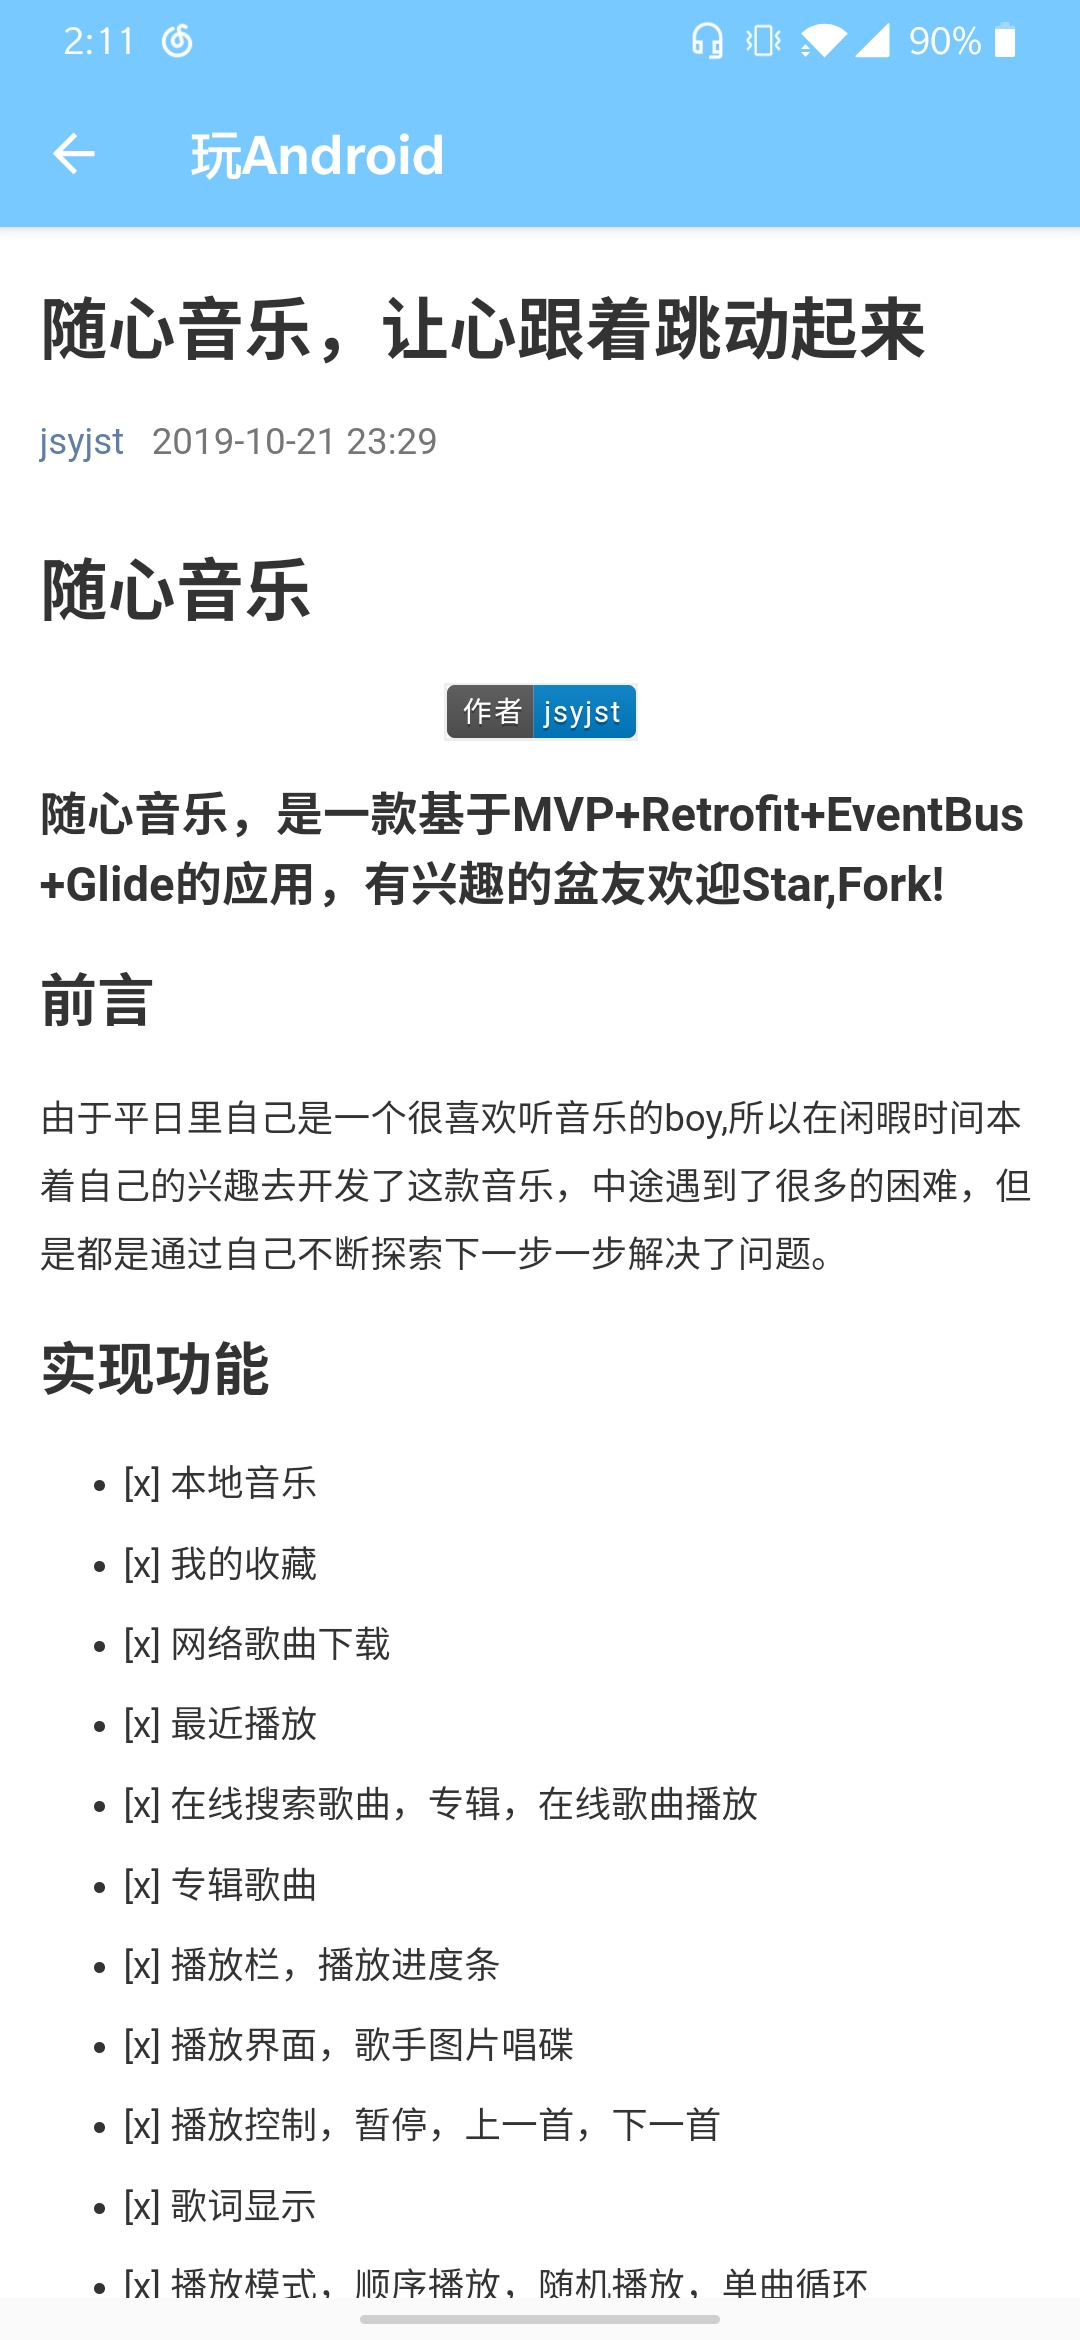 2:11
90%
玩Android
随心音乐，让心跟着跳动起来
jsyjst 2019-10-21 23:29
随心音乐
作者 jsyjst
随心音乐，是一款基于MVP+Retrofit+EventBus
+Glide的应用，有兴趣的盆友欢迎Star,Fork!
前言
由于平日里自己是一个很喜欢听音乐的boy,所以在闲暇时间本
着自己的兴趣去开发了这款音乐，中途遇到了很多的困难，但
是都是通过自己不断探索下一步一步解决了问题。
实现功能
• [x] 本地音乐
• [x] 我的收藏
• [x] 网络歌曲下载
• [x] 最近播放
• [x] 在线搜索歌曲，专辑，在线歌曲播放
• [x] 专辑歌曲
• [x] 播放栏，播放进度条
• [x] 播放界面，歌手图片唱碟
• [x] 播放控制，暂停，上一首，下一首
• [x] 歌词显示
• [x] 播放模式，顺序播放，随机播放，单曲循环